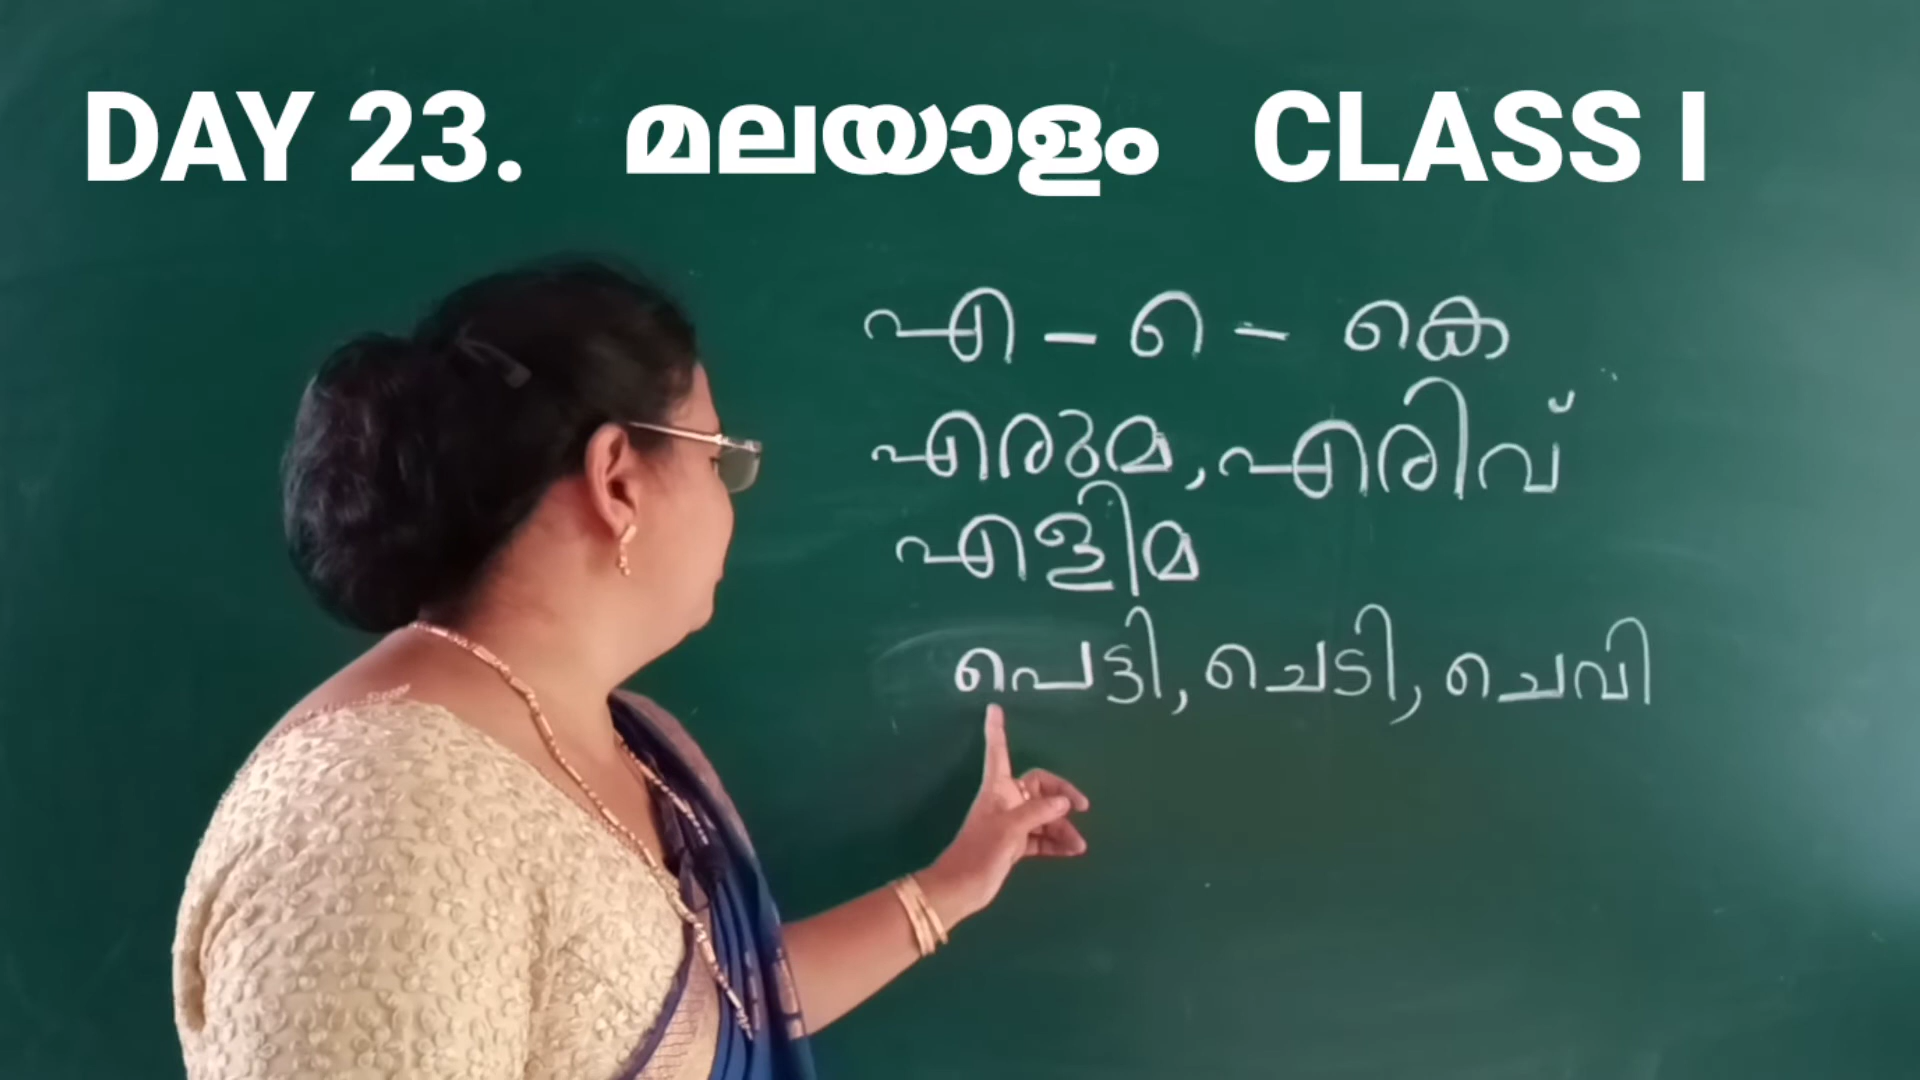 DAY 23. മലയാളം CLASS I
എ - െ - കെ
എരുമ, എരിവ്
എളിമ
പെട്ടി, ചെടി, ചെവി